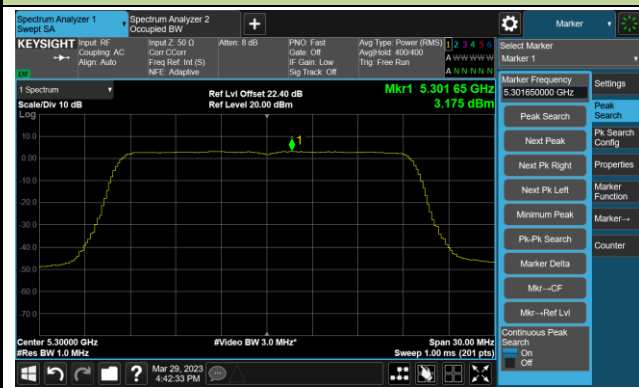 Spectrum Analyzer 1
Swept SA
Spectrum Analyzer 2
Occupied BW
+
Marker
KEYSIGHT
Input: RF
Coupling: AC
Align: Auto
Input Z: 50 Ω
Corr CCorr
Freq Ref: Int (S)
NFE: Adaptive
Atten: 8 dB
PNO: Fast
Gate: Off
IF Gain: Low
Sig Track: Off
Avg Type: Power (RMS)
Avg|Hold: 400/400
Trig: Free Run
1 2 3 4 5 6
A W W W W W
A N N N N N
LXI
Select Marker
Marker 1
1 Spectrum
Scale/Div 10 dB
Log
Ref Lvl Offset 22.40 dB
Ref Level 20.00 dBm
Mkr1 5.301 65 GHz
3.175 dBm
10.0
0.00
-10.0
-20.0
-30.0
-40.0
-50.0
-60.0
-70.0
1
Center 5.30000 GHz
#Res BW 1.0 MHz
#Video BW 3.0 MHz*
Span 30.00 MHz
Sweep 1.00 ms (201 pts)
Marker Frequency
5.301650000 GHz
Peak Search
Next Peak
Next Pk Right
Next Pk Left
Minimum Peak
Pk-Pk Search
Marker Delta
Mkr→CF
Mkr→Ref Lvl
Continuous Peak
Search
On
Off
Settings
Peak
Search
Pk Search
Config
Properties
Marker
Function
Marker→
Counter
?
Mar 29, 2023
4:42:33 PM